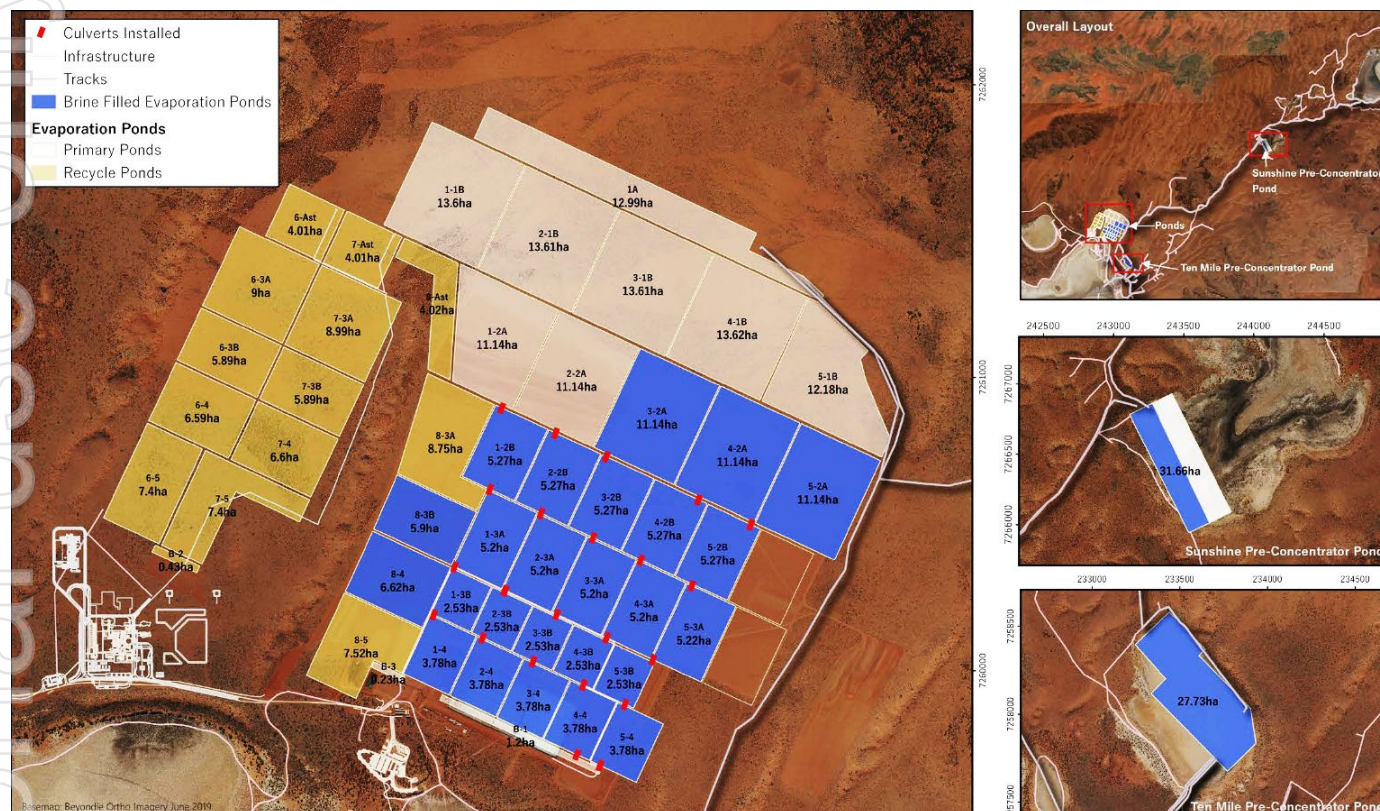 Culverts Installed
Infrastructure
Tracks
Brine Filled Evaporation Ponds
Evaporation Ponds
Primary Ponds
Recycle Ponds
1A
12.99ha
1-1B
13.6ha
2-1B
13.61ha
3-1B
13.61ha
4-1B
13.62ha
5-1B
12.18ha
6-Ast
4.01ha
7-Ast
4.01ha
8-Ast
4.02ha
6-3A
9ha
7-3A
8.99ha
6-3B
5.89ha
7-3B
5.89ha
6-4
6.59ha
7-4
6.6ha
6-5
7.4ha
7-5
7.4ha
B-2
0.43ha
1-2A
11.14ha
2-2A
11.14ha
3-2A
11.14ha
4-2A
11.14ha
5-2A
11.14ha
8-3A
8.75ha
1-2B
5.27ha
2-2B
5.27ha
3-2B
5.27ha
4-2B
5.27ha
5-2B
5.27ha
8-3B
5.9ha
1-3A
5.2ha
2-3A
5.2ha
3-3A
5.2ha
4-3A
5.2ha
5-3A
5.22ha
8-4
6.62ha
1-3B
2.53ha
2-3B
2.53ha
3-3B
2.53ha
4-3B
2.53ha
5-3B
2.53ha
8-5
7.52ha
B-3
0.23ha
1-4
3.78ha
2-4
3.78ha
3-4
3.78ha
4-4
3.78ha
5-4
3.78ha
B-1
1.2ha
Basemap: Beyondie Ortho Imagery June 2019
7262000
7261000
7260000
Overall Layout
Sunshine Pre-Concentrator
Pond
Ponds
Ten Mile Pre-Concentrator Pond
242500 243000 243500 244000 244500
7267000
7266500
7266000
31.66ha
Sunshine Pre-Concentrator Pond
233000 233500 234000 234500
7258500
7258000
27.73ha
Ten Mile Pre-Concentrator Pond